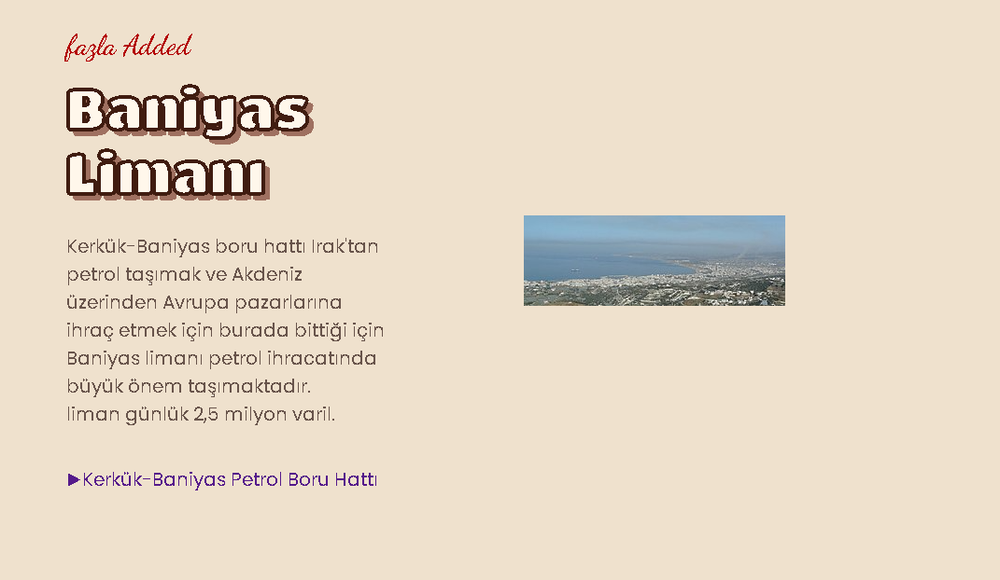 fazla Added
Baniyas
Limanı
Kerkük-Baniyas boru hattı Irak'tan
petrol taşımak ve Akdeniz
üzerinden Avrupa pazarlarına
ihraç etmek için burada bittiği için
Baniyas limanı petrol ihracatında
büyük önem taşımaktadır.
liman günlük 2,5 milyon varil.
►Kerkük-Baniyas Petrol Boru Hattı